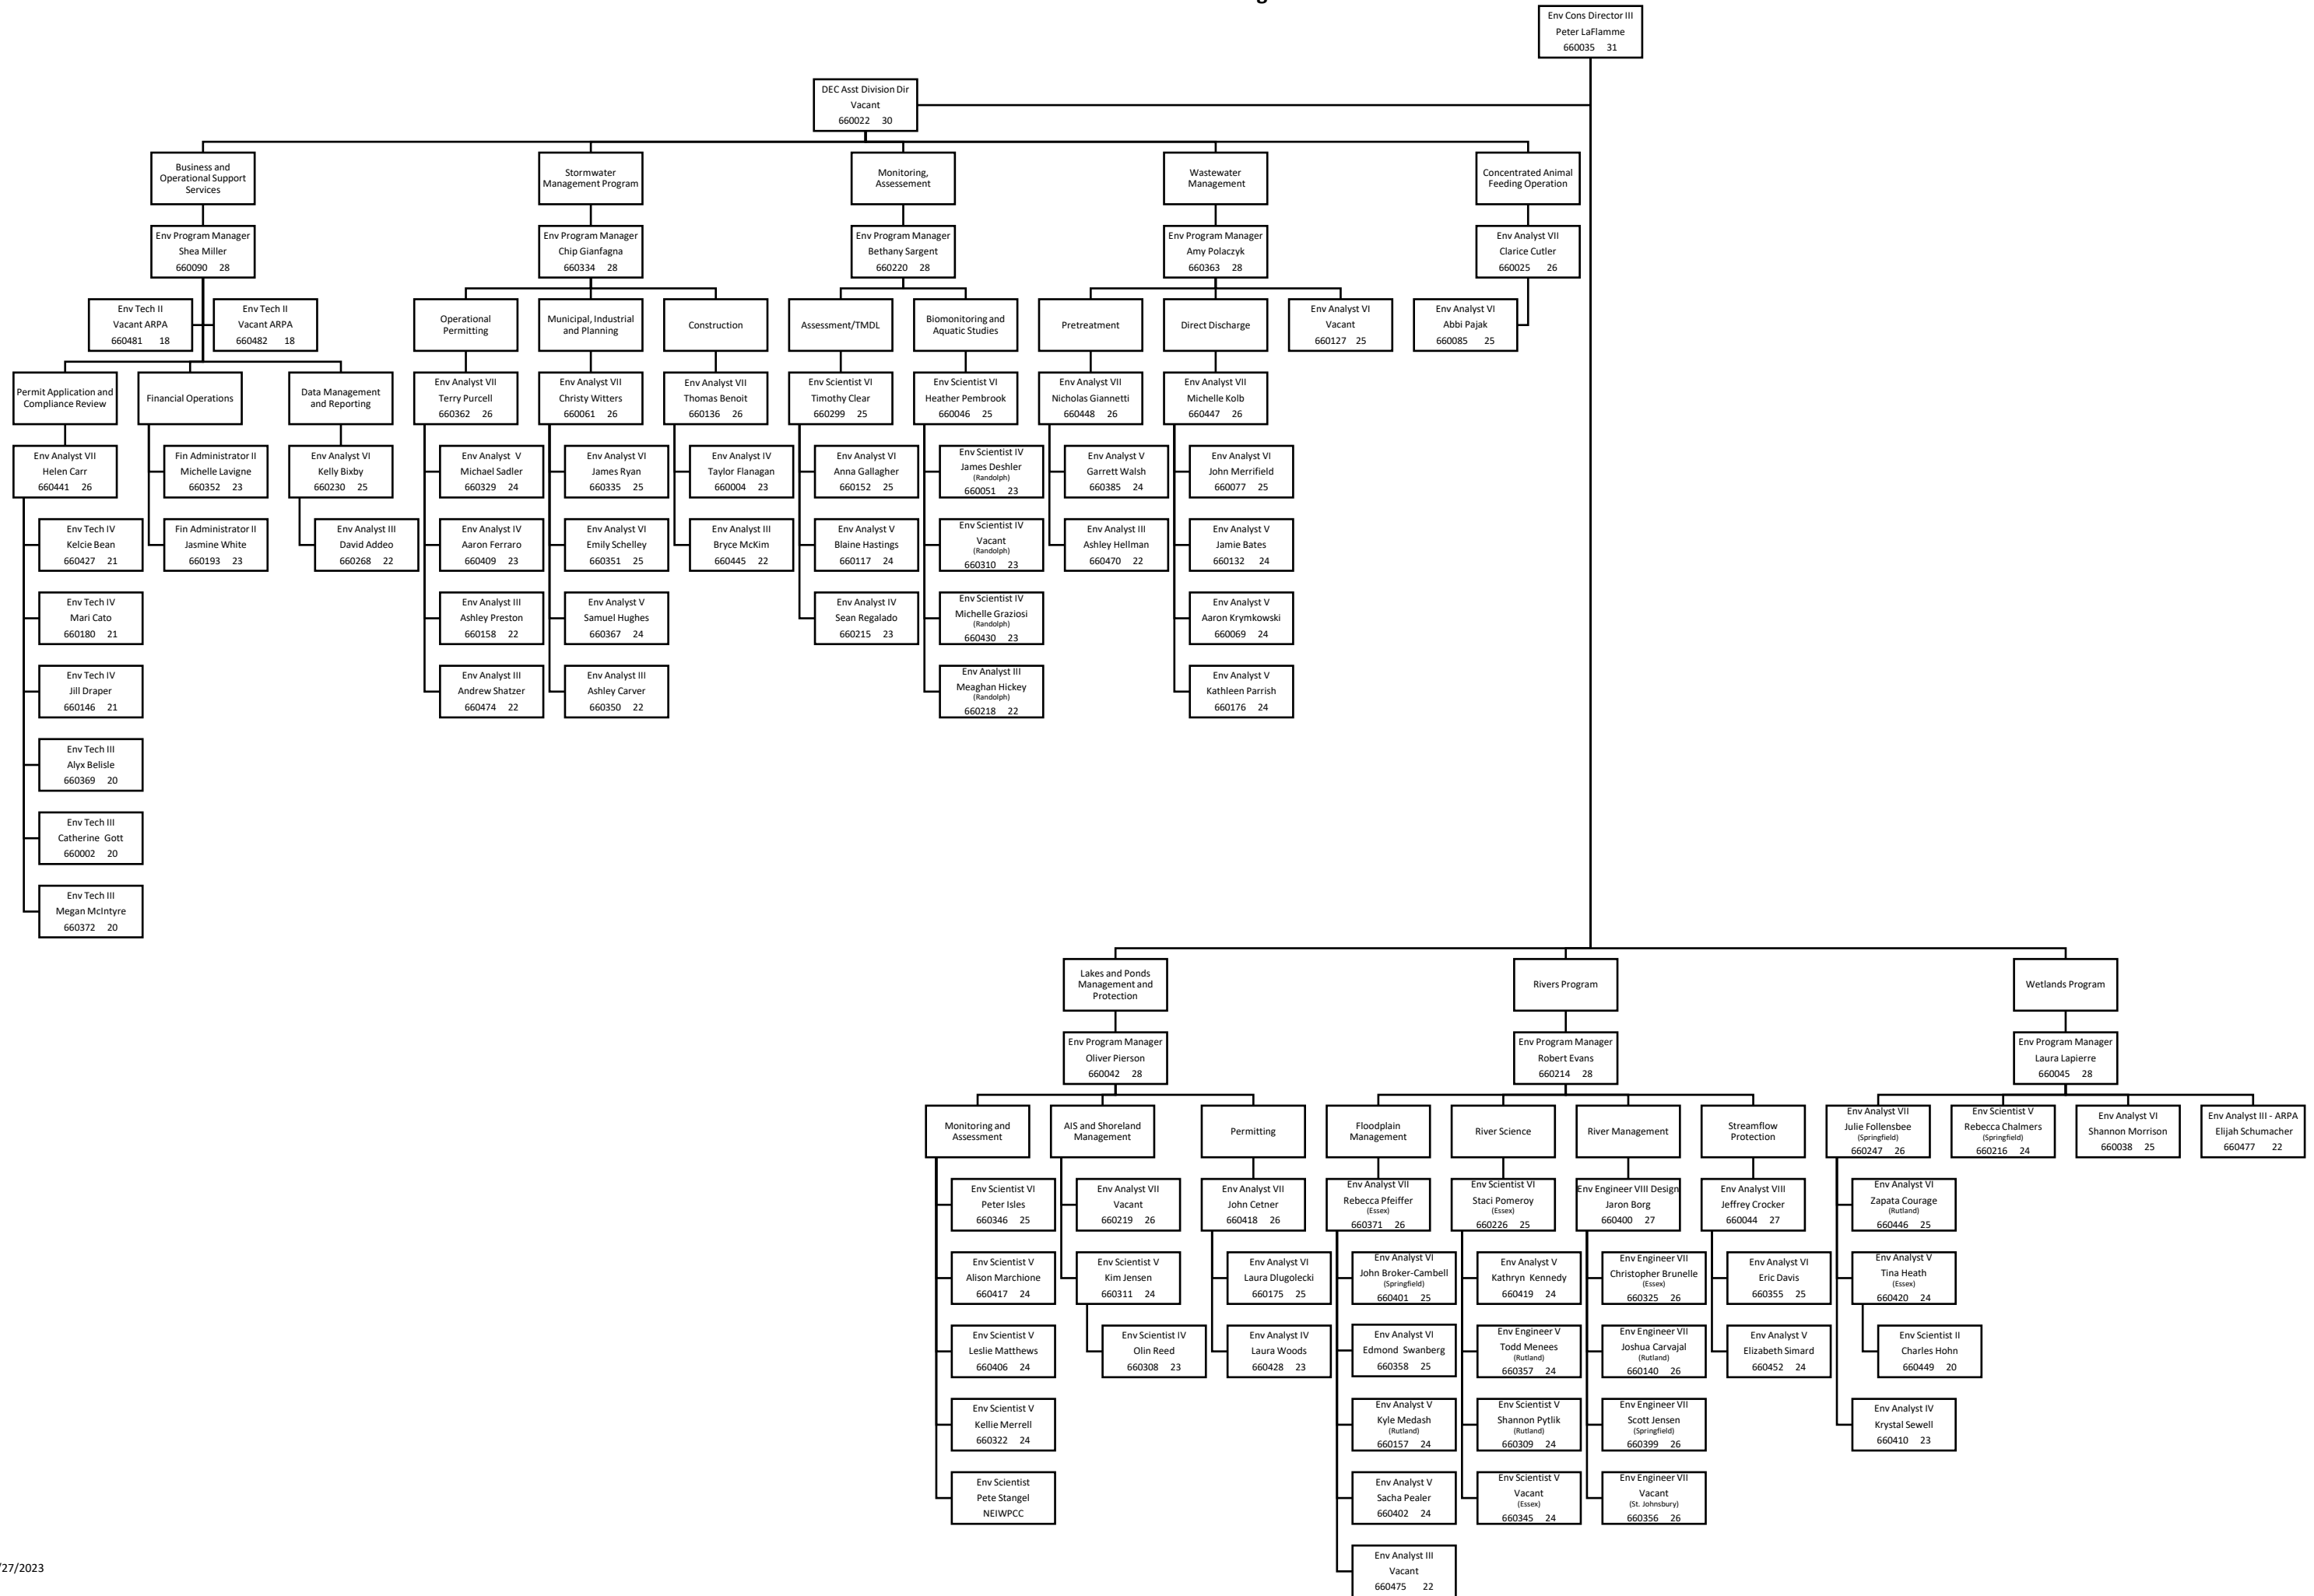 Env Cons Director III
Peter LaFlamme
660035 31
DEC Asst Division Dir
Vacant
660022 30
Business and
Operational Support
Services
Stormwater
Management Program
Monitoring,
Assessement
Wastewater
Management
Concentrated Animal
Feeding Operation
Env Program Manager
Shea Miller
660090 28
Env Program Manager
Chip Gianfagna
660334 28
Env Program Manager
Bethany Sargent
660220 28
Env Program Manager
Amy Polaczyk
660363 28
Env Analyst VII
Clarice Cutler
660025 26
Env Tech II
Vacant ARPA
660481 18
Env Tech II
Vacant ARPA
660482 18
Operational
Permitting
Municipal, Industrial
and Planning
Construction
Assessment/TMDL
Biomonitoring and
Aquatic Studies
Pretreatment
Direct Discharge
Env Analyst VI
Vacant
660127 25
Env Analyst VI
Abbi Pajak
660085 25
Permit Application and
Compliance Review
Financial Operations
Data Management
and Reporting
Env Analyst VII
Terry Purcell
660362 26
Env Analyst VII
Christy Witters
660061 26
Env Analyst VII
Thomas Benoit
660136 26
Env Scientist VI
Timothy Clear
660299 25
Env Scientist VI
Heather Pembrook
660046 25
Env Analyst VII
Nicholas Giannetti
660448 26
Env Analyst VII
Michelle Kolb
660447 26
Env Analyst VII
Helen Carr
660441 26
Fin Administrator II
Michelle Lavigne
660352 23
Env Analyst VI
Kelly Bixby
660230 25
Env Analyst V
Michael Sadler
660329 24
Env Analyst VI
James Ryan
660335 25
Env Analyst IV
Taylor Flanagan
660004 23
Env Analyst VI
Anna Gallagher
660152 25
Env Scientist IV
James Deshler
(Randolph)
660051 23
Env Analyst V
Garrett Walsh
660385 24
Env Analyst VI
John Merrifield
660077 25
Env Tech IV
Kelcie Bean
660427 21
Fin Administrator II
Jasmine White
660193 23
Env Analyst III
David Addeo
660268 22
Env Analyst IV
Aaron Ferraro
660409 23
Env Analyst VI
Emily Schelley
660351 25
Env Analyst III
Bryce McKim
660445 22
Env Analyst V
Blaine Hastings
660117 24
Env Scientist IV
Vacant
(Randolph)
660310 23
Env Analyst III
Ashley Hellman
660470 22
Env Analyst V
Jamie Bates
660132 24
Env Tech IV
Mari Cato
660180 21
Env Analyst III
Ashley Preston
660158 22
Env Analyst V
Samuel Hughes
660367 24
Env Analyst IV
Sean Regalado
660215 23
Env Scientist IV
Michelle Graziosi
(Randolph)
660430 23
Env Analyst V
Aaron Krymkowski
660069 24
Env Tech IV
Jill Draper
660146 21
Env Analyst III
Andrew Shatzer
660474 22
Env Analyst III
Ashley Carver
660350 22
Env Analyst III
Meaghan Hickey
(Randolph)
660218 22
Env Analyst V
Kathleen Parrish
660176 24
Env Tech III
Alyx Belisle
660369 20
Env Tech III
Catherine Gott
660002 20
Env Tech III
Megan McIntyre
660372 20
Lakes and Ponds
Management and
Protection
Rivers Program
Wetlands Program
Env Program Manager
Oliver Pierson
660042 28
Env Program Manager
Robert Evans
660214 28
Env Program Manager
Laura Lapierre
660045 28
Monitoring and
Assessment
AIS and Shoreland
Management
Permitting
Floodplain
Management
River Science
River Management
Streamflow
Protection
Env Analyst VII
Julie Follensbee
(Springfield)
660247 26
Env Scientist V
Rebecca Chalmers
(Springfield)
660216 24
Env Analyst VI
Shannon Morrison
660038 25
Env Analyst III - ARPA
Elijah Schumacher
660477 22
Env Scientist VI
Peter Isles
660346 25
Env Analyst VII
Vacant
660219 26
Env Analyst VII
John Cetner
660418 26
Env Analyst VII
Rebecca Pfeiffer
(Essex)
660371 26
Env Scientist VI
Staci Pomeroy
(Essex)
660226 25
Env Engineer VIII Design
Jaron Borg
660400 27
Env Analyst VIII
Jeffrey Crocker
660044 27
Env Analyst VI
Zapata Courage
(Rutland)
660446 25
Env Scientist V
Alison Marchione
660417 24
Env Scientist V
Kim Jensen
660311 24
Env Analyst VI
Laura Dlugolecki
660175 25
Env Analyst VI
John Broker-Cambell
(Springfield)
660401 25
Env Analyst V
Kathryn Kennedy
660419 24
Env Engineer VII
Christopher Brunelle
(Essex)
660325 26
Env Analyst VI
Eric Davis
660355 25
Env Analyst V
Tina Heath
(Essex)
660420 24
Env Scientist V
Leslie Matthews
660406 24
Env Scientist IV
Olin Reed
660308 23
Env Analyst IV
Laura Woods
660428 23
Env Analyst VI
Edmond Swanberg
660358 25
Env Engineer V
Todd Menees
(Rutland)
660357 24
Env Engineer VII
Joshua Carvajal
(Rutland)
660140 26
Env Analyst V
Elizabeth Simard
660452 24
Env Scientist II
Charles Hohn
660449 20
Env Scientist V
Kellie Merrell
660322 24
Env Analyst V
Kyle Medash
(Rutland)
660157 24
Env Scientist V
Shannon Pytlik
(Rutland)
660309 24
Env Engineer VII
Scott Jensen
(Springfield)
660399 26
Env Analyst IV
Krystal Sewell
660410 23
Env Scientist
Pete Stangel
NEIWPCC
Env Analyst V
Sacha Pealer
660402 24
Env Scientist V
Vacant
(Essex)
660345 24
Env Engineer VII
Vacant
(St. Johnsbury)
660356 26
Env Analyst III
Vacant
660475 22
/27/2023